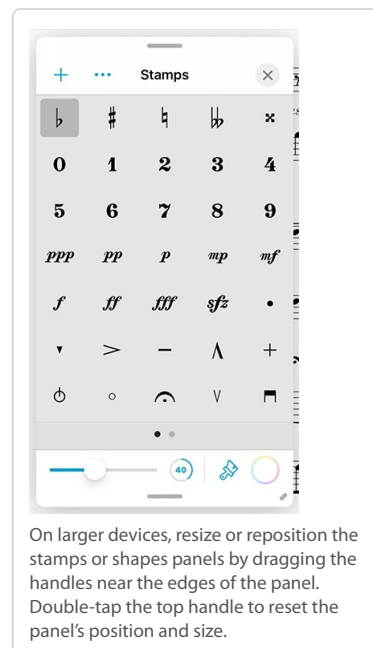 + ••• Stamps ×
♭ ♯ ♮ 𝄫 𝄪
0 1 2 3 4
5 6 7 8 9
ppp pp p mp mf
f ff fff sfz •
▾ > – Λ +
○ V
40
On larger devices, resize or reposition the
stamps or shapes panels by dragging the
handles near the edges of the panel.
Double-tap the top handle to reset the
panel’s position and size.